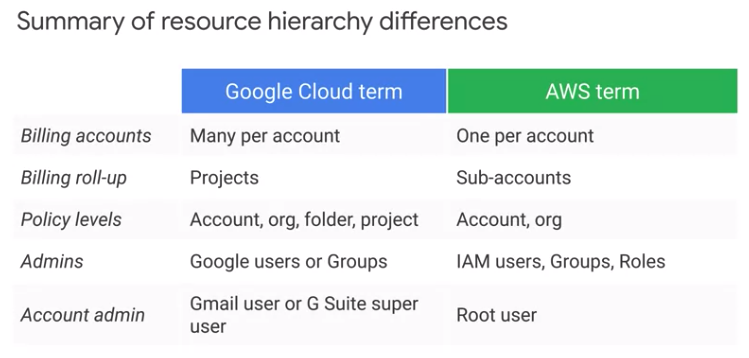 Summary of resource hierarchy differences
Google Cloud term AWS term
Billing accounts Many per account One per account
Billing roll-up Projects Sub-accounts
Policy levels Account, org, folder, project Account, org
Admins Google users or Groups IAM users, Groups, Roles
Account admin Gmail user or G Suite super user Root user